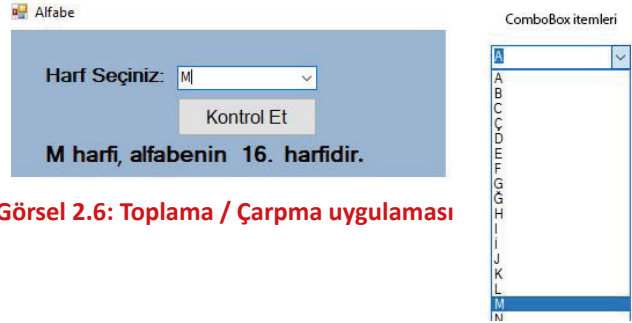 Alfabe
Harf Seçiniz: M
Kontrol Et
M harfi, alfabenin 16. harfidir.
Görsel 2.6: Toplama / Çarpma uygulaması
ComboBox itemleri
A
A
B
C
Ç
D
E
F
G
Ğ
H
I
İ
J
K
L
M
N